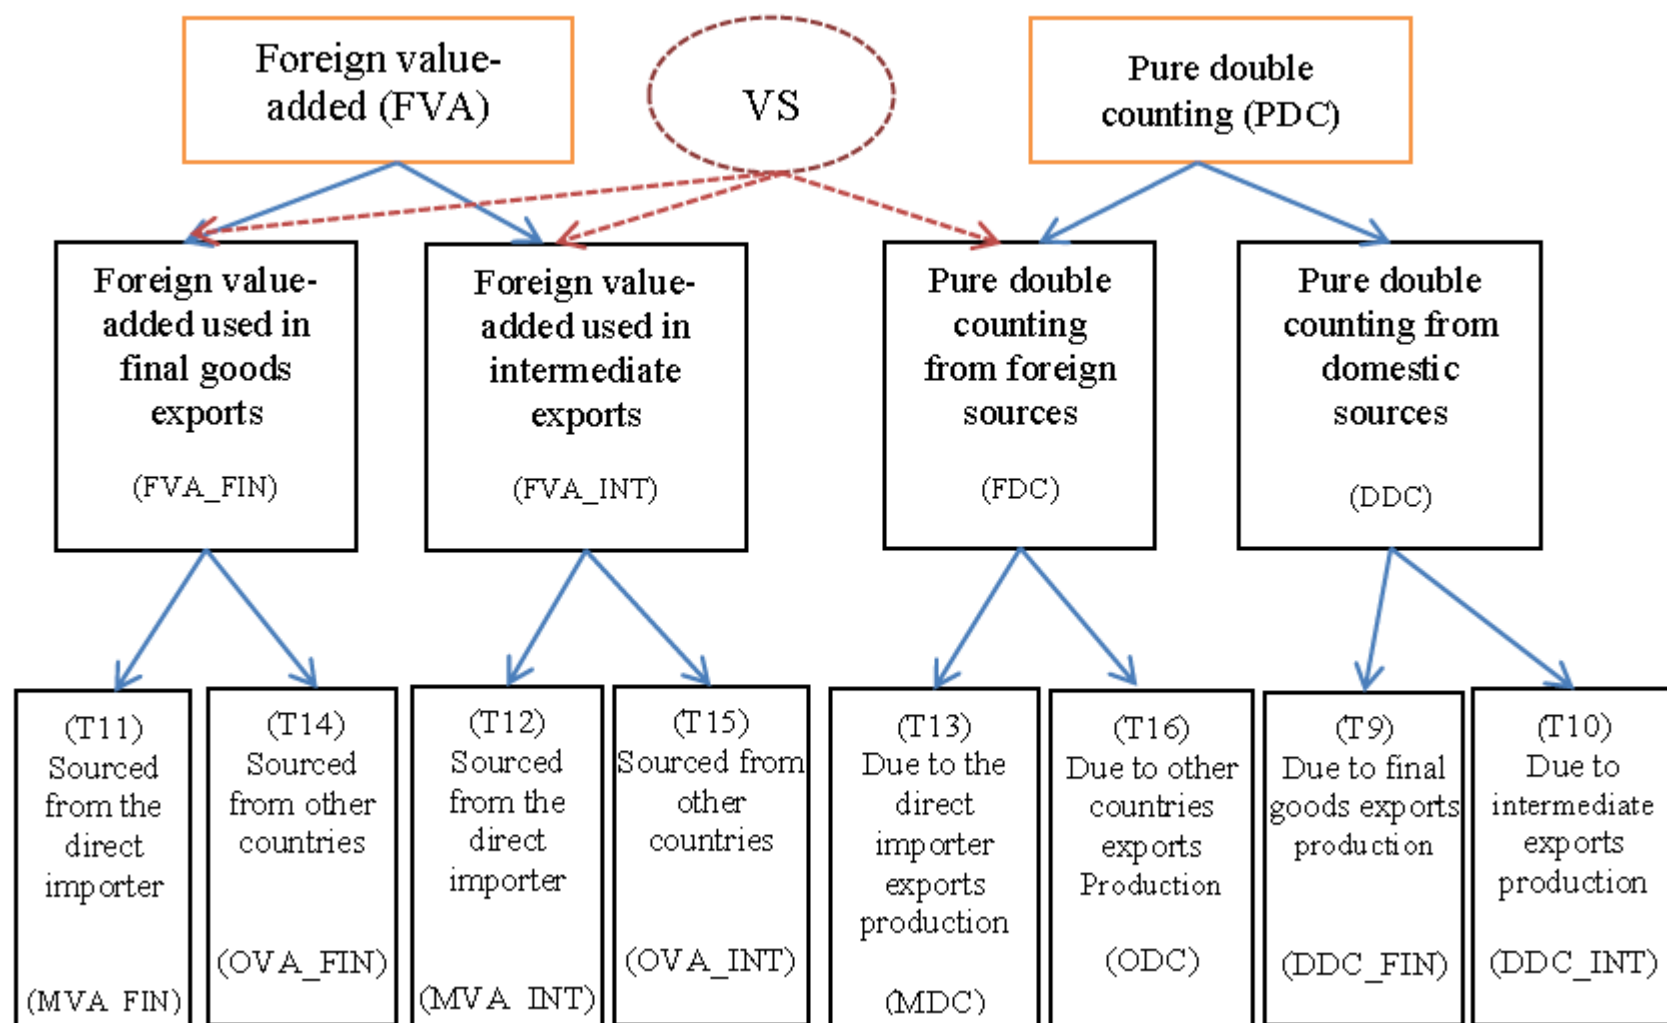 Foreign value-
added (FVA)
VS
Pure double
counting (PDC)
Foreign value-
added used in
final goods
exports
(FVA_FIN)
Foreign value-
added used in
intermediate
exports
(FVA_INT)
Pure double
counting
from foreign
sources
(FDC)
Pure double
counting from
domestic
sources
(DDC)
(T11)
Sourced
from the
direct
importer
(MVA_FIN)
(T14)
Sourced
from other
countries
(OVA_FIN)
(T12)
Sourced
from the
direct
importer
(MVA_INT)
(T15)
Sourced from
other
countries
(OVA_INT)
(T13)
Due to the
direct
importer
exports
production
(MDC)
(T16)
Due to other
countries
exports
Production
(ODC)
(T9)
Due to final
goods exports
production
(DDC_FIN)
(T10)
Due to
intermediate
exports
production
(DDC_INT)